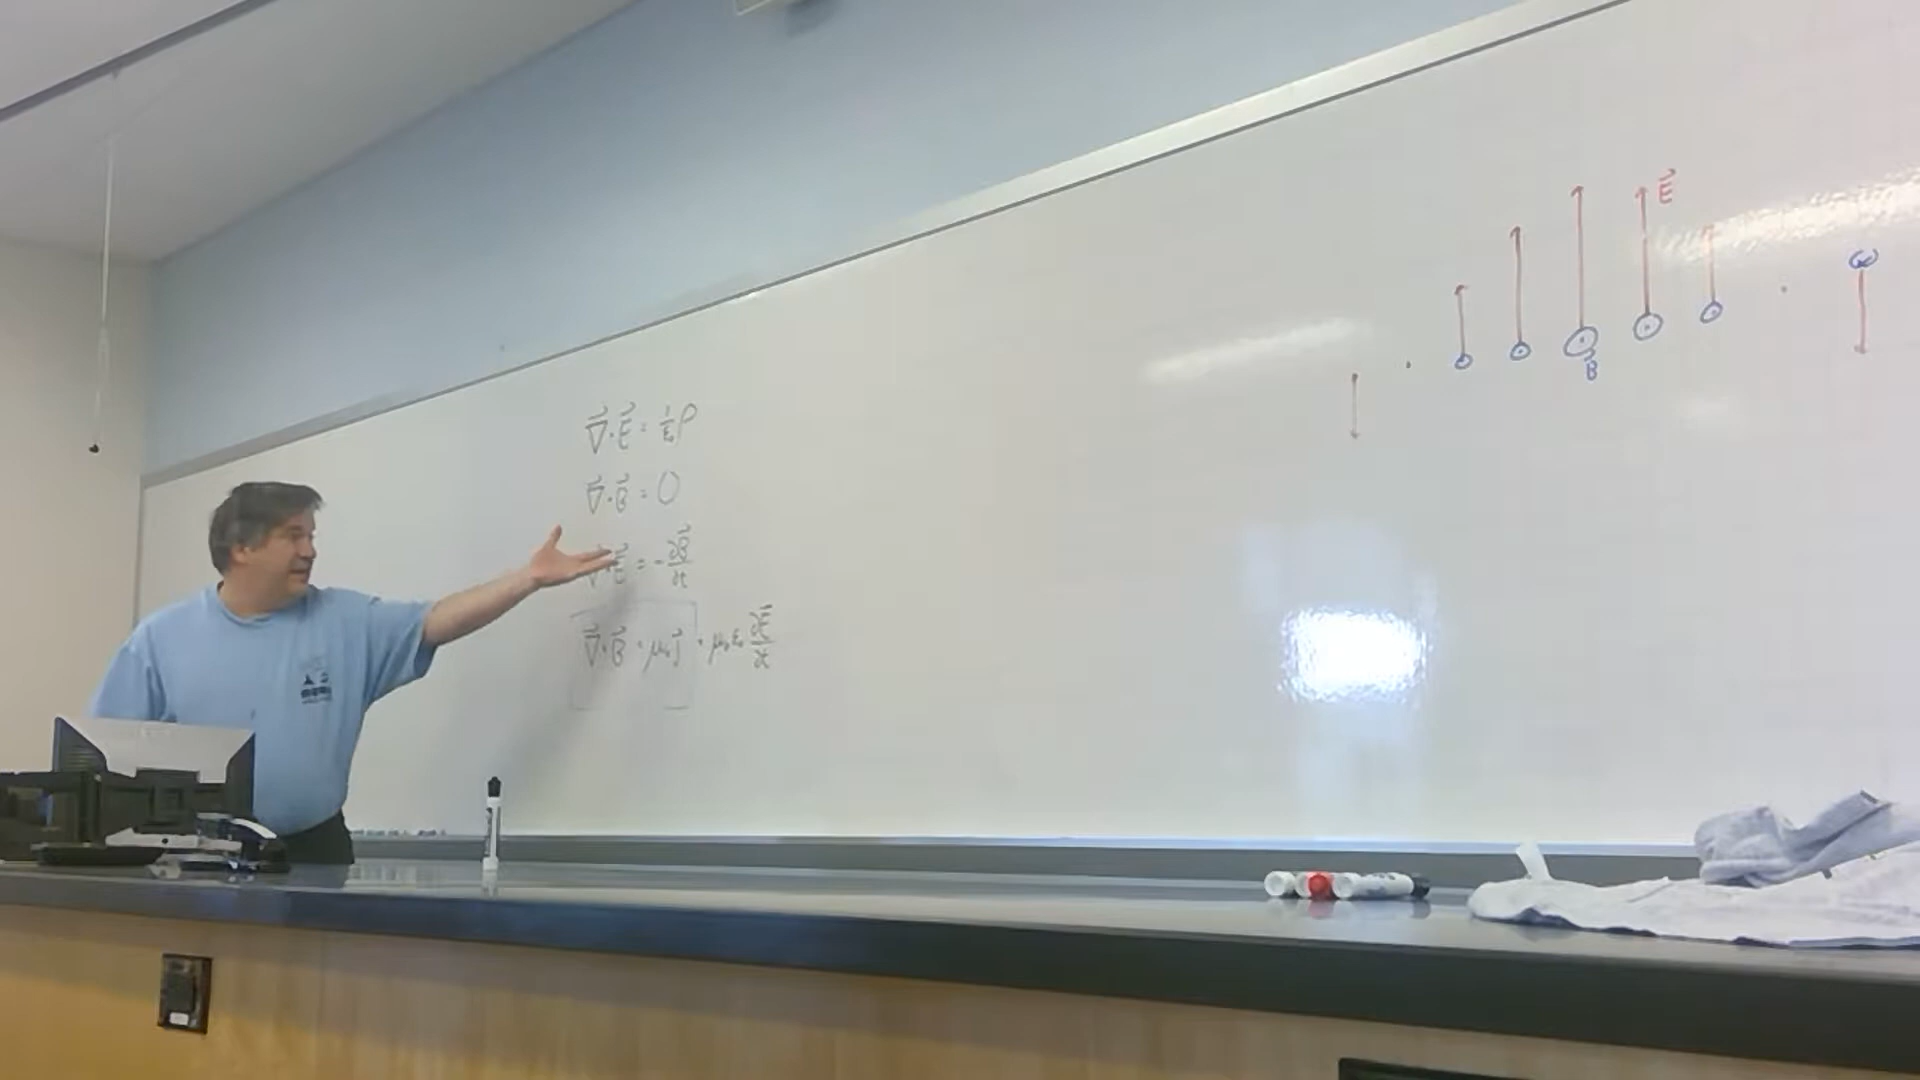 ∇⃗·E⃗ = 1/ε₀ ρ
∇⃗·B⃗ = 0
∇⃗×E⃗ = -∂B⃗/∂t
∇⃗×B⃗ = μ₀J⃗ + μ₀ε₀ ∂E⃗/∂t
E⃗
B⃗